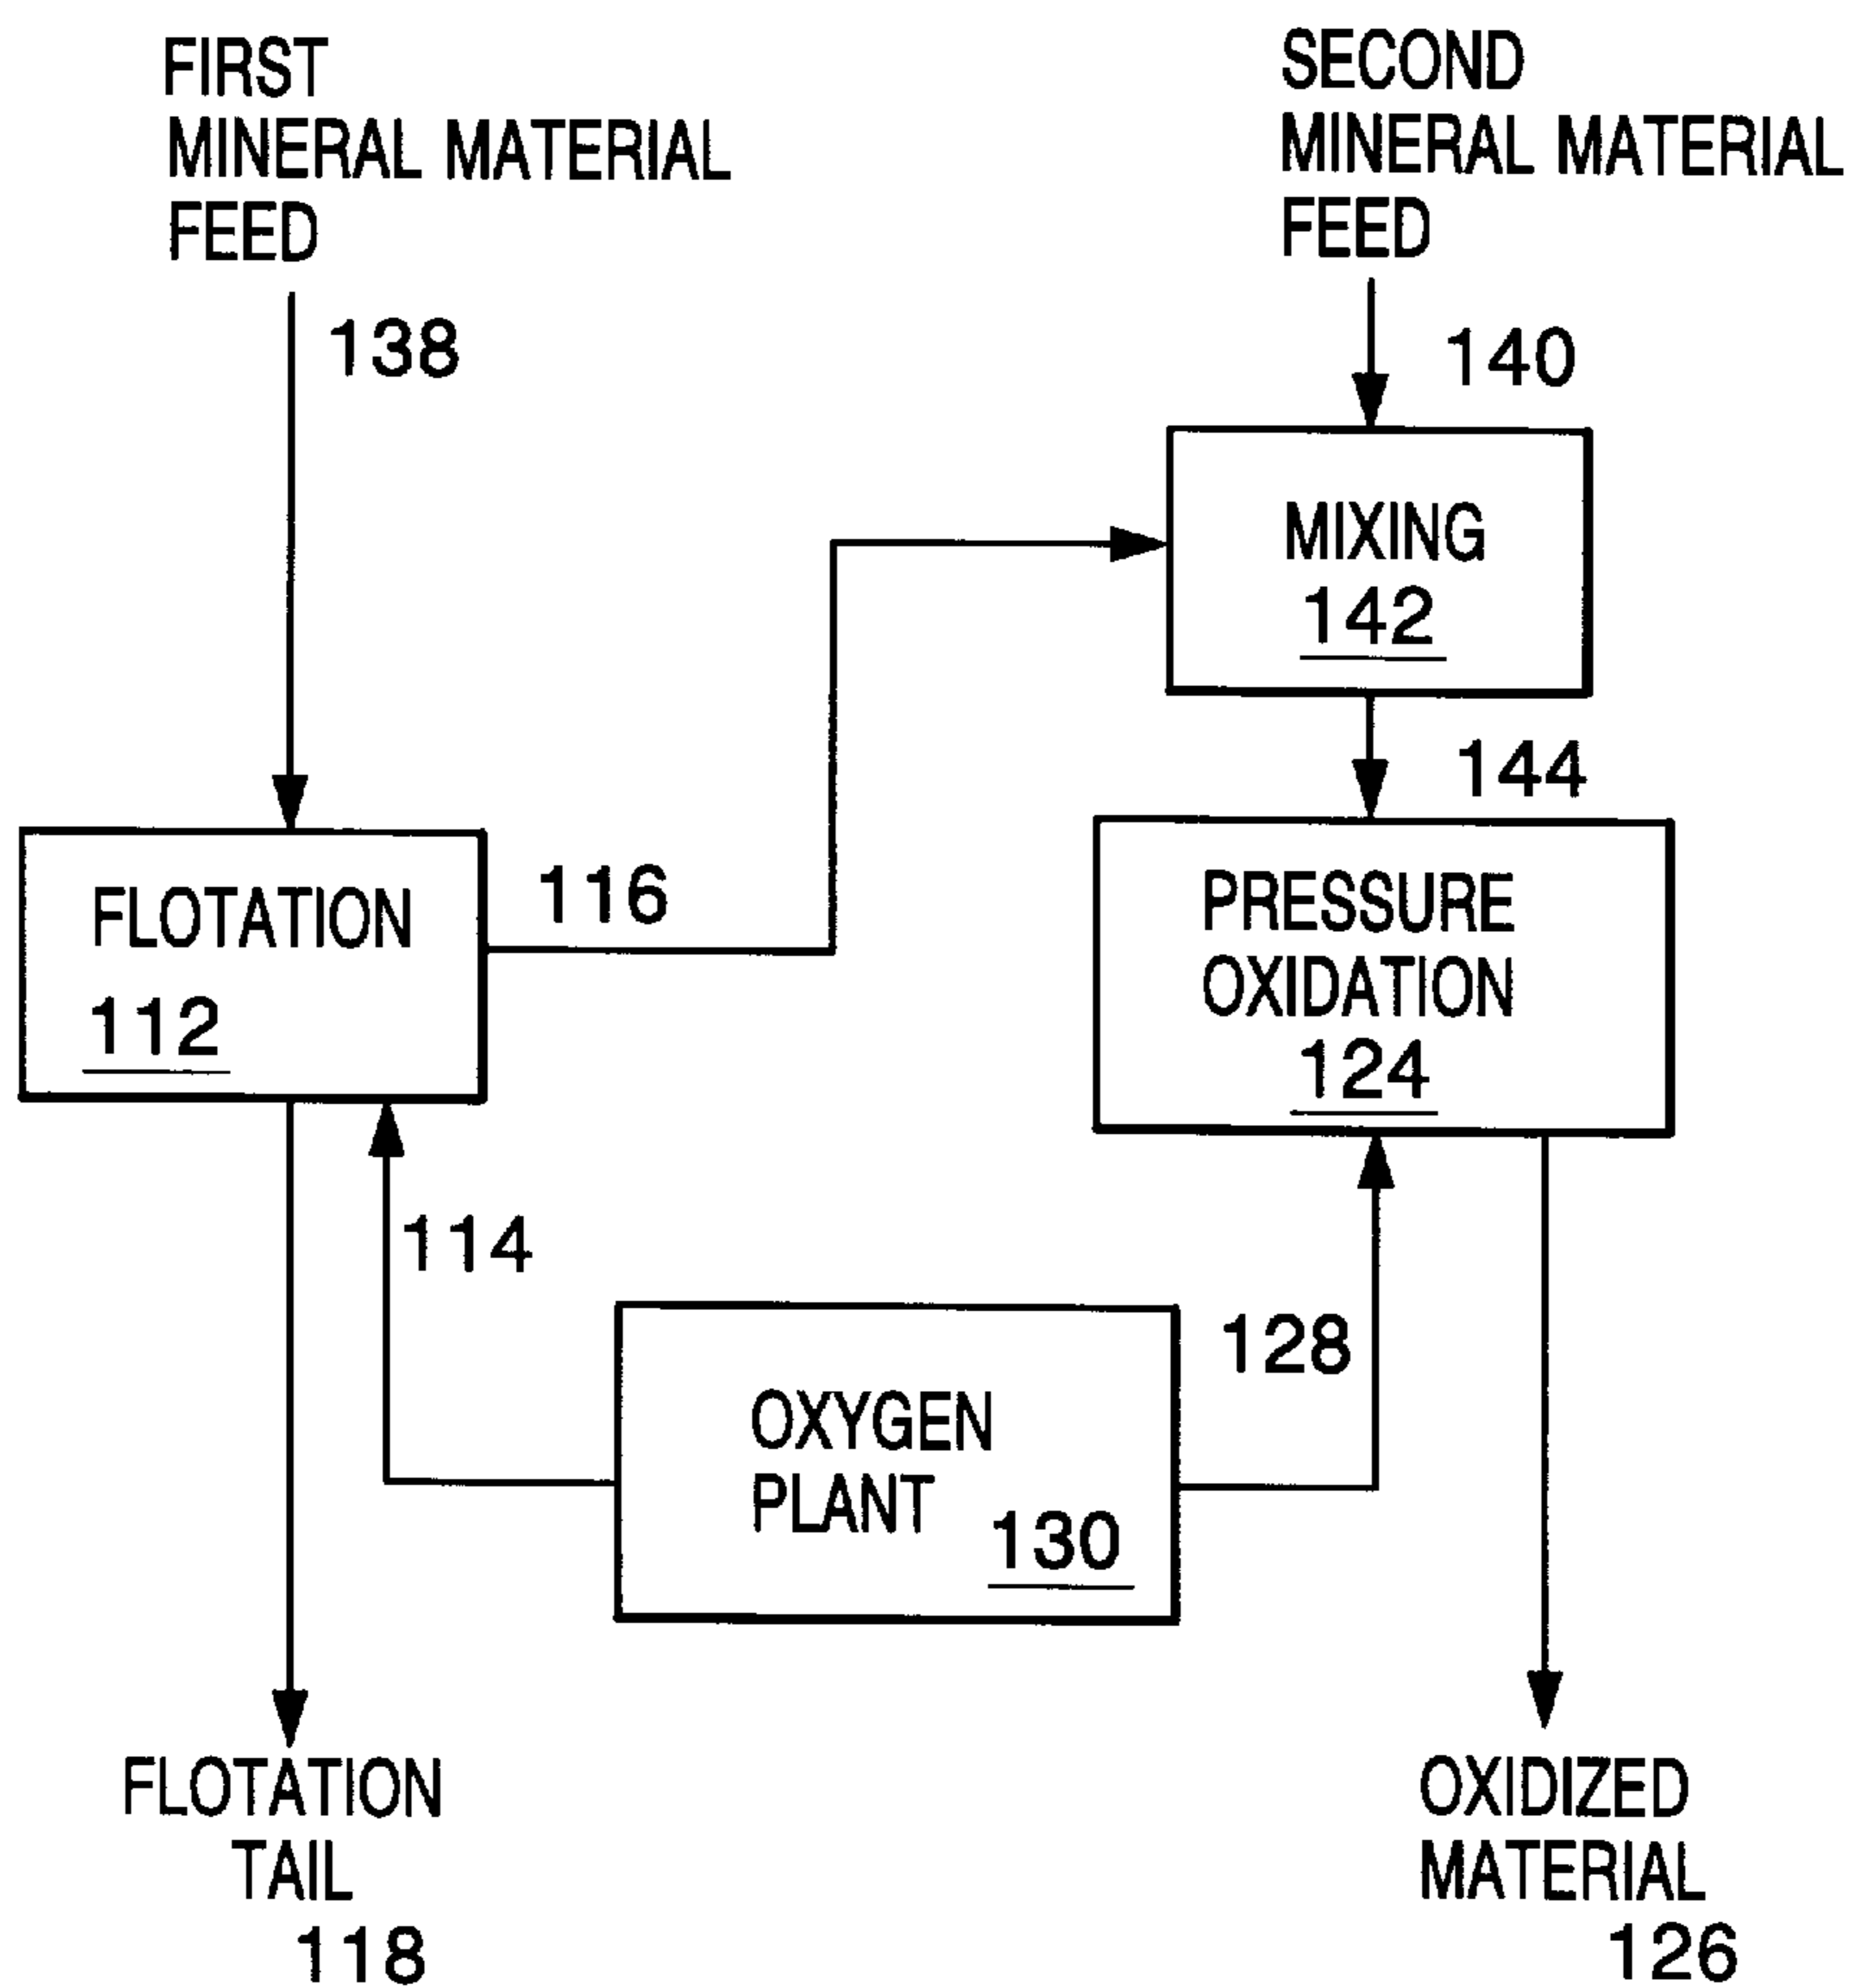 FIRST
MINERAL MATERIAL
FEED
138
SECOND
MINERAL MATERIAL
FEED
140
MIXING
142
144
FLOTATION
112
116
PRESSURE
OXIDATION
124
114
128
OXYGEN
PLANT
130
FLOTATION
TAIL
118
OXIDIZED
MATERIAL
126